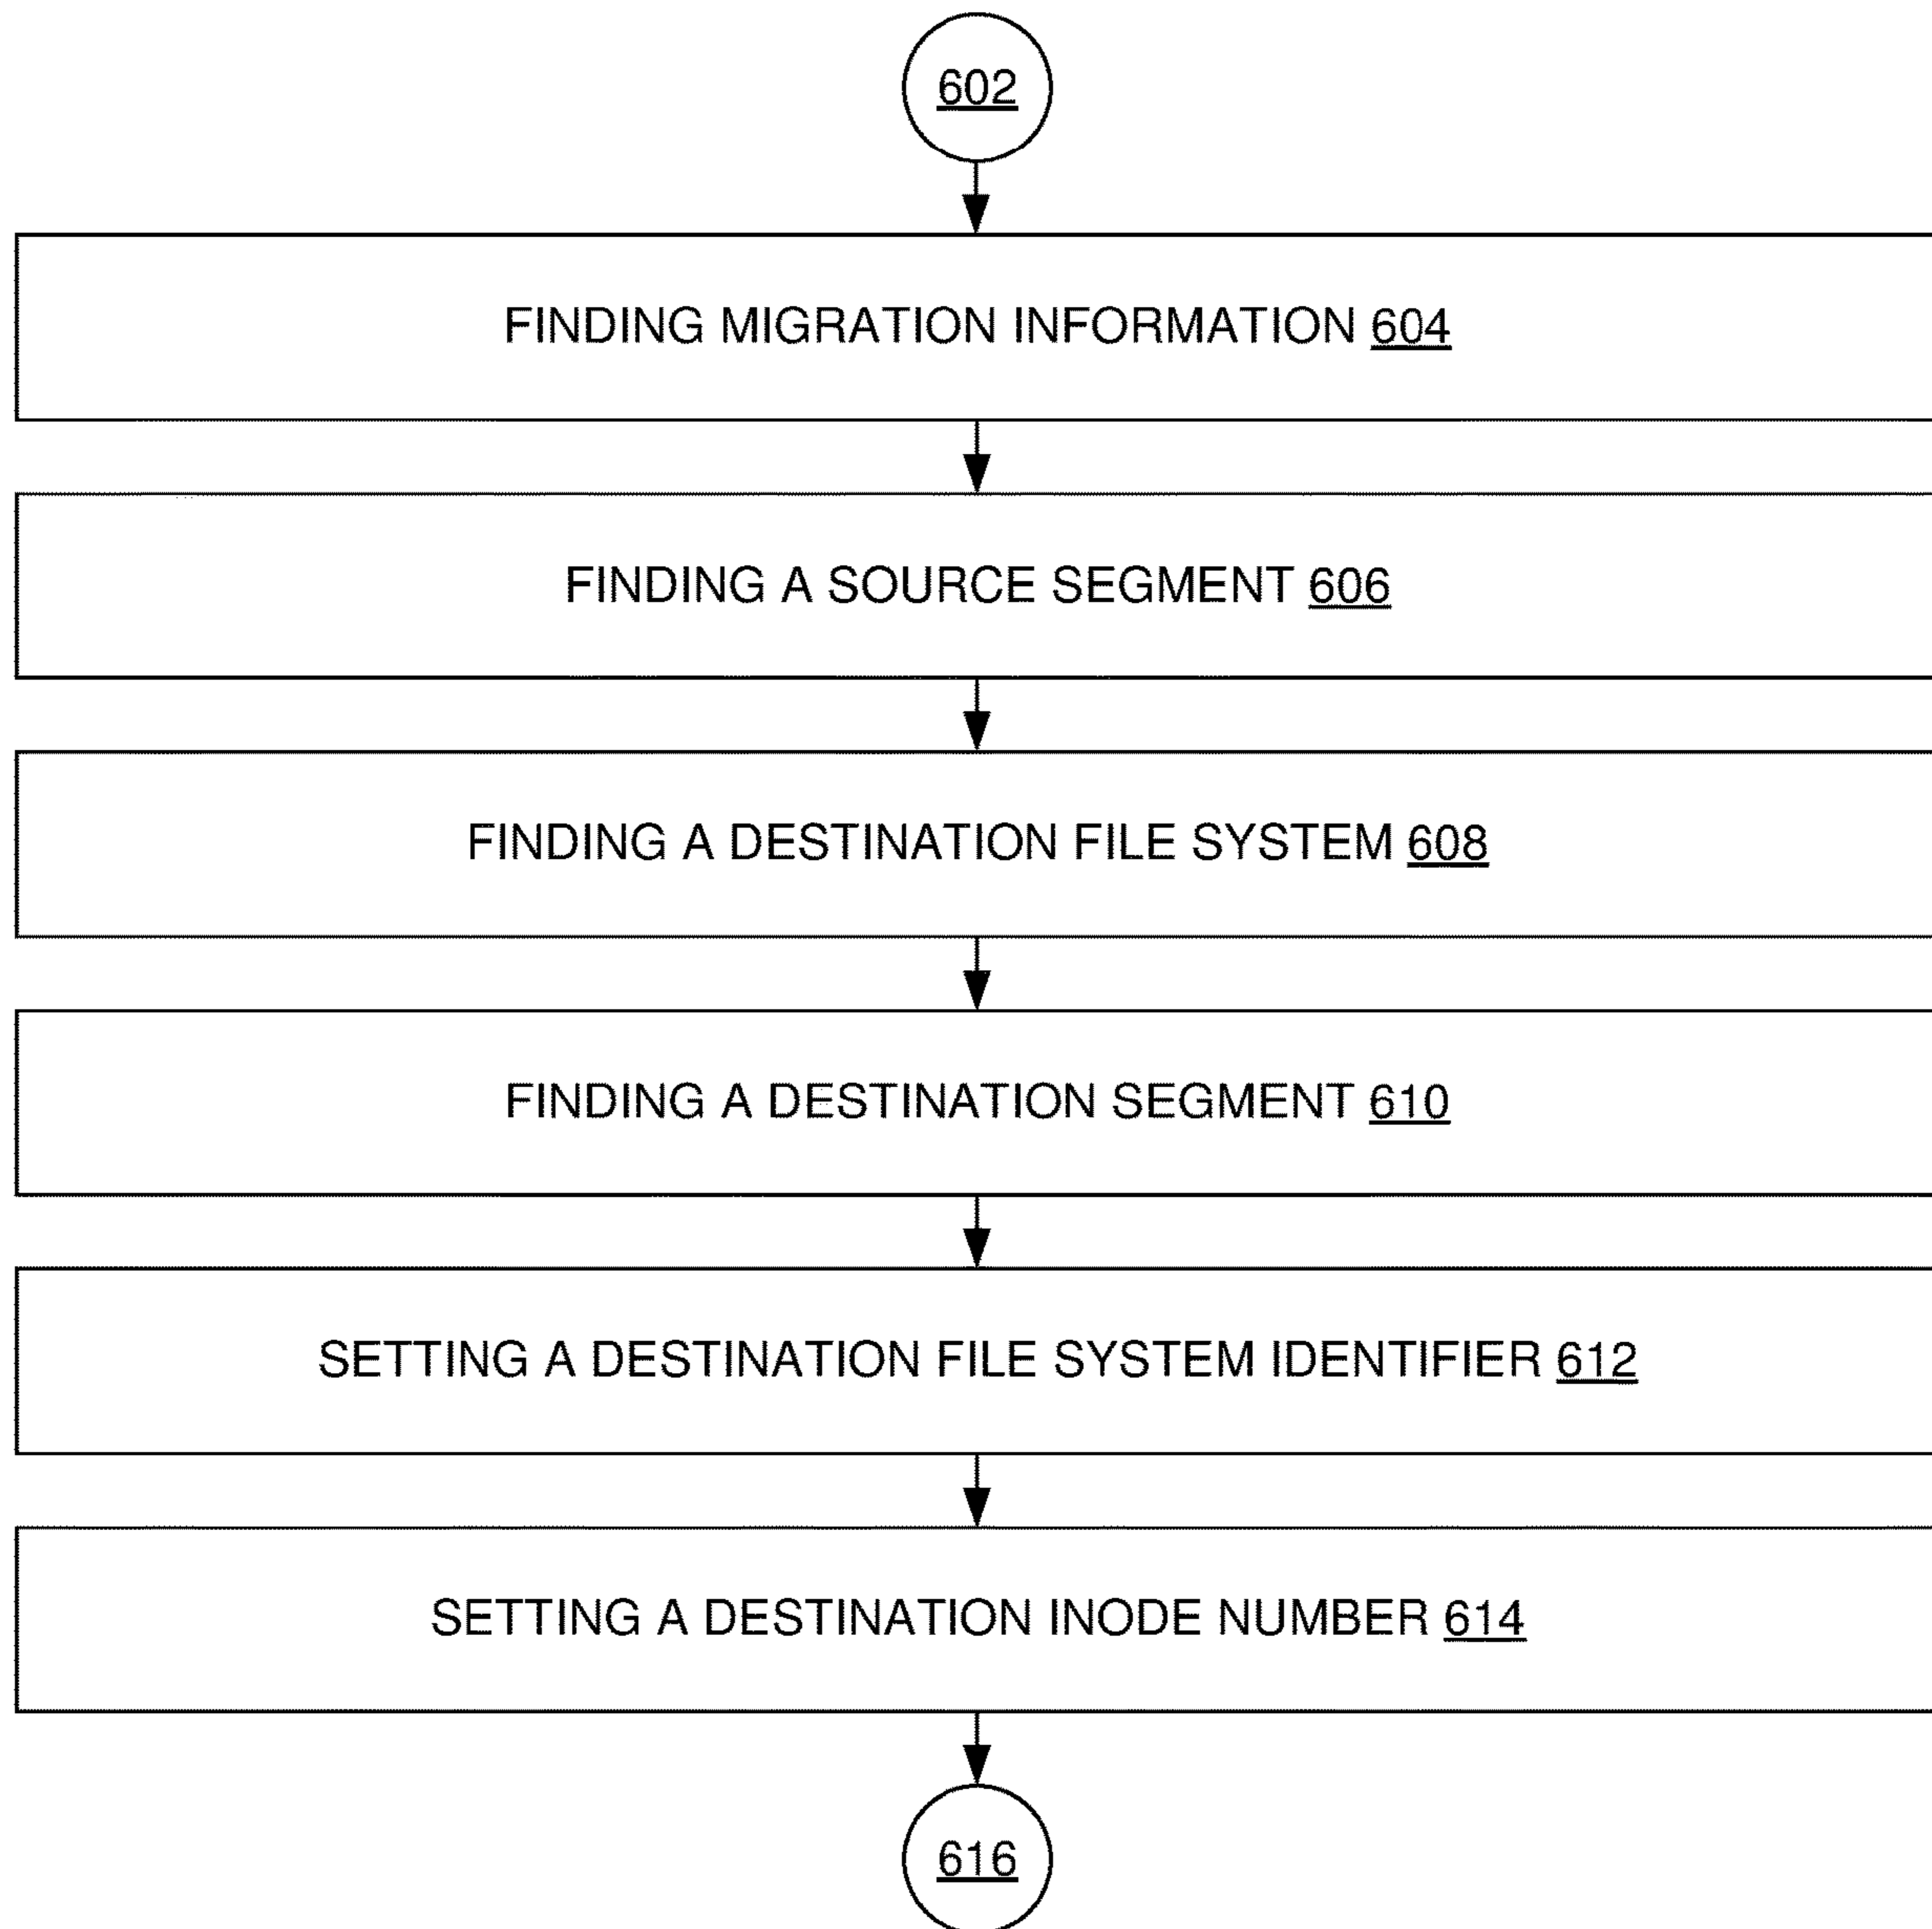 602
FINDING MIGRATION INFORMATION 604
FINDING A SOURCE SEGMENT 606
FINDING A DESTINATION FILE SYSTEM 608
FINDING A DESTINATION SEGMENT 610
SETTING A DESTINATION FILE SYSTEM IDENTIFIER 612
SETTING A DESTINATION INODE NUMBER 614
616